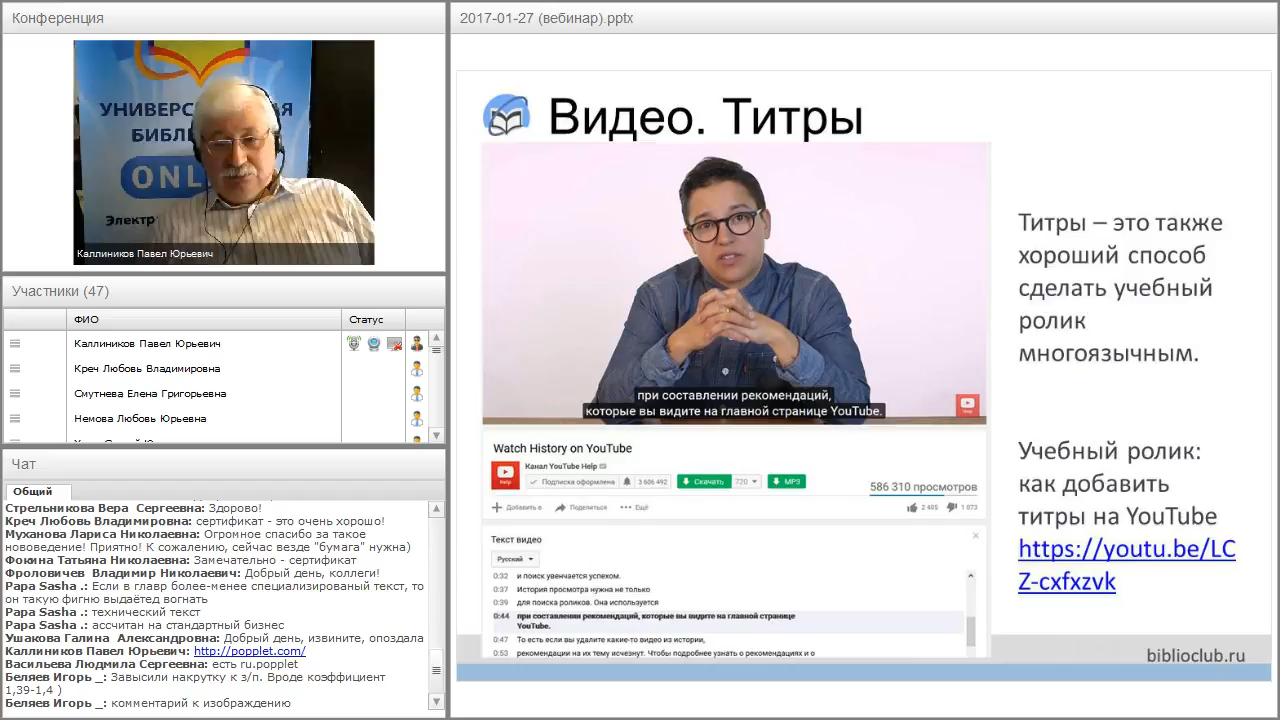 Конференция
УНИВЕРС
АЯ
БИБЛИ
ONL
Электр
Каллиников Павел Юрьевич
Участники (47)
ФИО
Статус
Каллиников Павел Юрьевич
Креч Любовь Владимировна
Смутнева Елена Григорьевна
Немова Любовь Юрьевна
Чат
Общий
Стрельникова Вера Сергеевна: Здорово!
Креч Любовь Владимировна: сертификат - это очень хорошо!
Муханова Лариса Николаевна: Огромное спасибо за такое
нововедение! Приятно! К сожалению, сейчас везде "бумага" нужна)
Фокина Татьяна Николаевна: Замечательно - сертификат
Фроловичев Владимир Николаевич: Добрый день, коллеги!
Papa Sasha .: Если в главр более-менее специализированый текст, то
он такую фигню выдаётед вогнать
Papa Sasha .: технический текст
Papa Sasha .: ассчитан на стандартный бизнес
Ушакова Галина Александровна: Добрый день, извините, опоздала
Каллиников Павел Юрьевич: http://popplet.com/
Васильева Людмила Сергеевна: есть ru.popplet
Беляев Игорь _: Завысили накрутку к з/п. Вроде коэффициент
1,39-1,4 )
Беляев Игорь _: комментарий к изображдению
2017-01-27 (вебинар).pptx
Видео. Титры
при составлении рекомендаций,
которые вы видите на главной странице YouTube.
Help
Watch History on YouTube
Канал YouTube Help
Help
Подписка оформлена
3 606 492
Скачать
720
MP3
586 310 просмотров
Добавить в
Поделиться
Ещё
2 485
1 073
Текст видео
Русский
0:32 и поиск увенчается успехом.
0:37 История просмотра нужна не только
0:39 для поиска роликов. Она используется
0:44 при составлении рекомендаций, которые вы видите на главной странице
YouTube.
0:47 То есть если вы удалите какие-то видео из истории,
0:53 рекомендации на их тему исчезнут. Чтобы подробнее узнать о рекомендациях и о
Титры – это также
хороший способ
сделать учебный
ролик
многоязычным.
Учебный ролик:
как добавить
титры на YouTube
https://youtu.be/LC
Z-cxfxzvk
biblioclub.ru